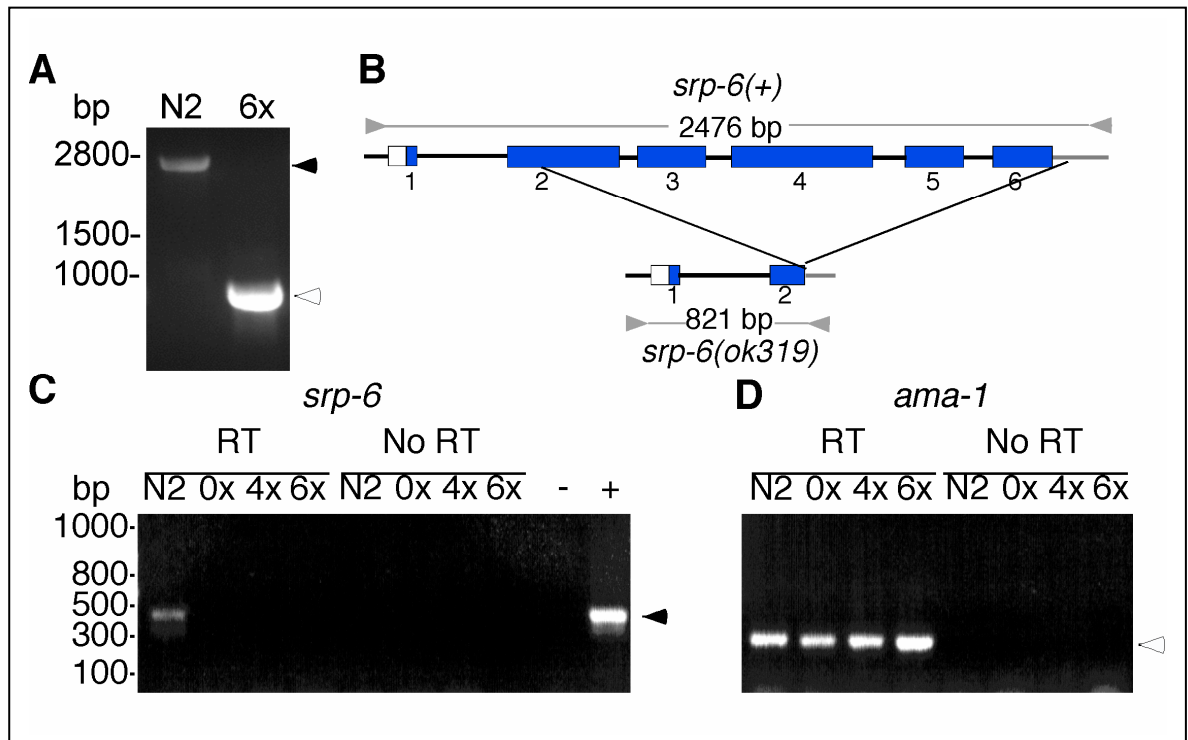 A
bp N2 6x
2800-
1500-
1000-
B
srp-6(+)
2476 bp
1 2 3 4 5 6
1 2
821 bp
srp-6(ok319)
C
srp-6
RT No RT
bp N2 0x 4x 6x N2 0x 4x 6x - +
1000-
800-
500-
300-
100-
D
ama-1
RT No RT
N2 0x 4x 6x N2 0x 4x 6x